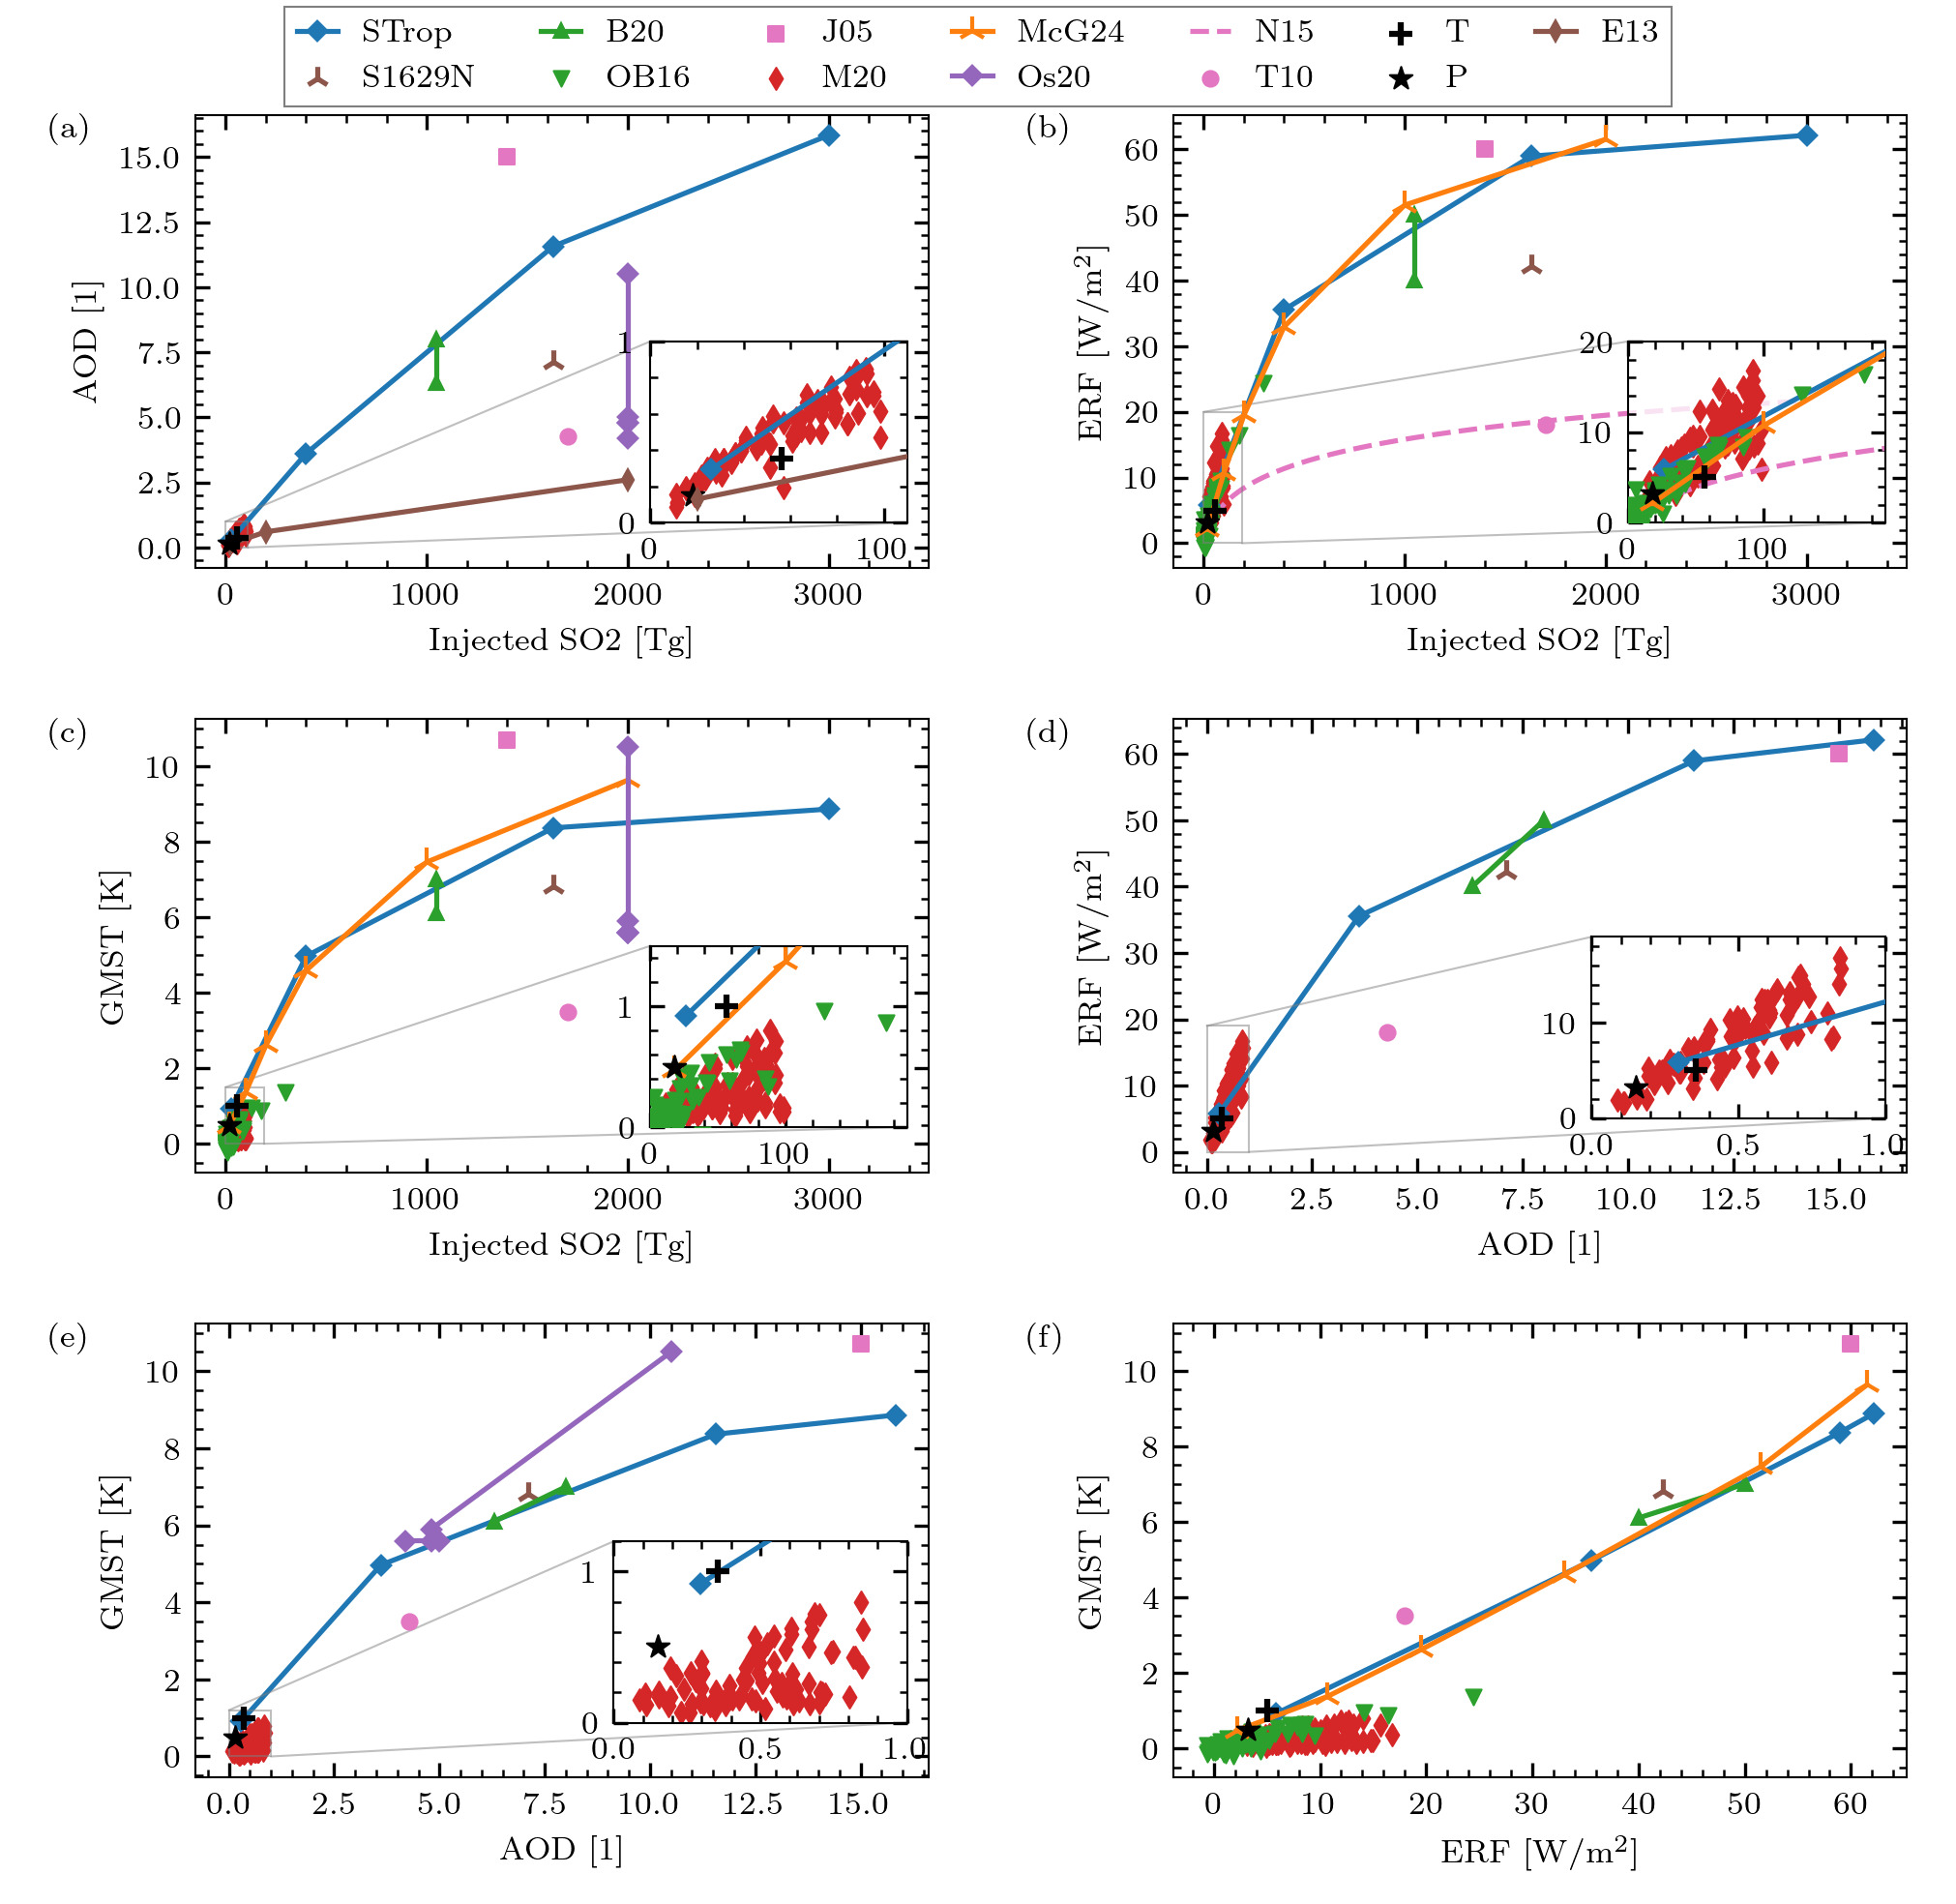 STrop B20 J05 McG24 N15 T E13
S1629N OB16 M20 Os20 T10 P
(a)
15.0
12.5
10.0
7.5
5.0
2.5
0.0
AOD [1]
1
0
0 100
0 1000 2000 3000
Injected SO2 [Tg]
(b)
60
50
40
30
20
10
0
ERF [W/m²]
20
10
0
0 100
0 1000 2000 3000
Injected SO2 [Tg]
(c)
10
8
6
4
2
0
GMST [K]
1
0
0 100
0 1000 2000 3000
Injected SO2 [Tg]
(d)
60
50
40
30
20
10
0
ERF [W/m²]
10
0
0.0 0.5 1.0
0.0 2.5 5.0 7.5 10.0 12.5 15.0
AOD [1]
(e)
10
8
6
4
2
0
GMST [K]
1
0
0.0 0.5 1.0
0.0 2.5 5.0 7.5 10.0 12.5 15.0
AOD [1]
(f)
10
8
6
4
2
0
GMST [K]
0 10 20 30 40 50 60
ERF [W/m²]